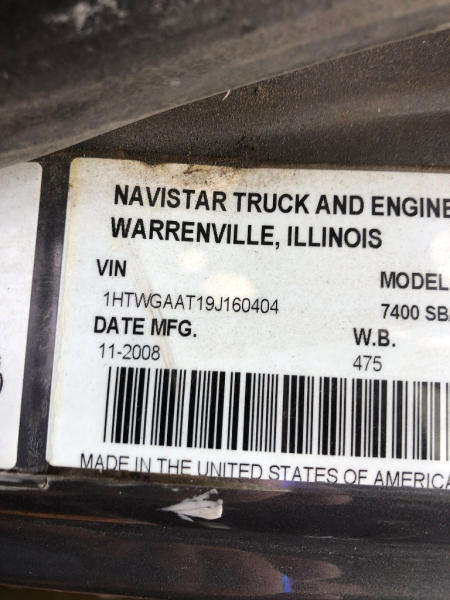 NAVISTAR TRUCK AND ENGINE
WARRENVILLE, ILLINOIS
VIN MODEL
1HTWGAAT19J160404 7400 SBA
DATE MFG. W.B.
11-2008 475
MADE IN THE UNITED STATES OF AMERICA